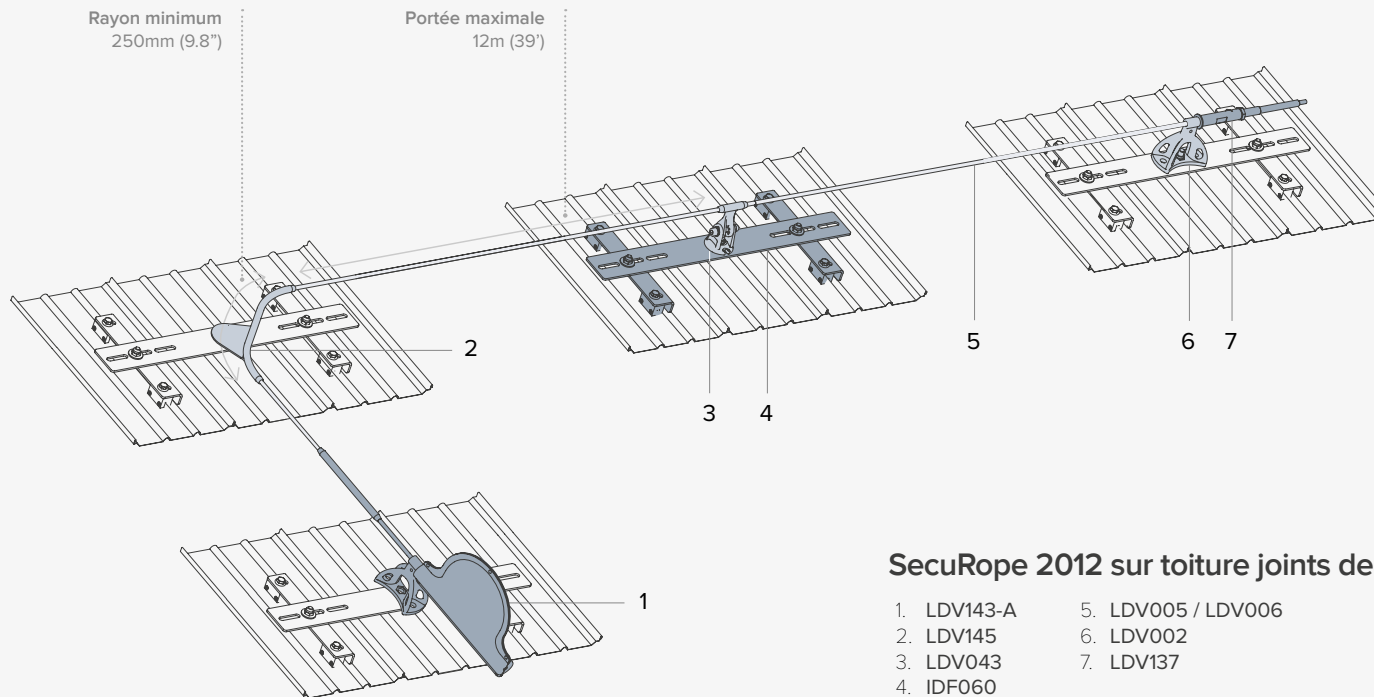 Rayon minimum
250mm (9.8”)
Portée maximale
12m (39’)
2
3
4
5
6
7
1
SecuRope 2012 sur toiture joints de
1. LDV143-A
2. LDV145
3. LDV043
4. IDF060
5. LDV005 / LDV006
6. LDV002
7. LDV137